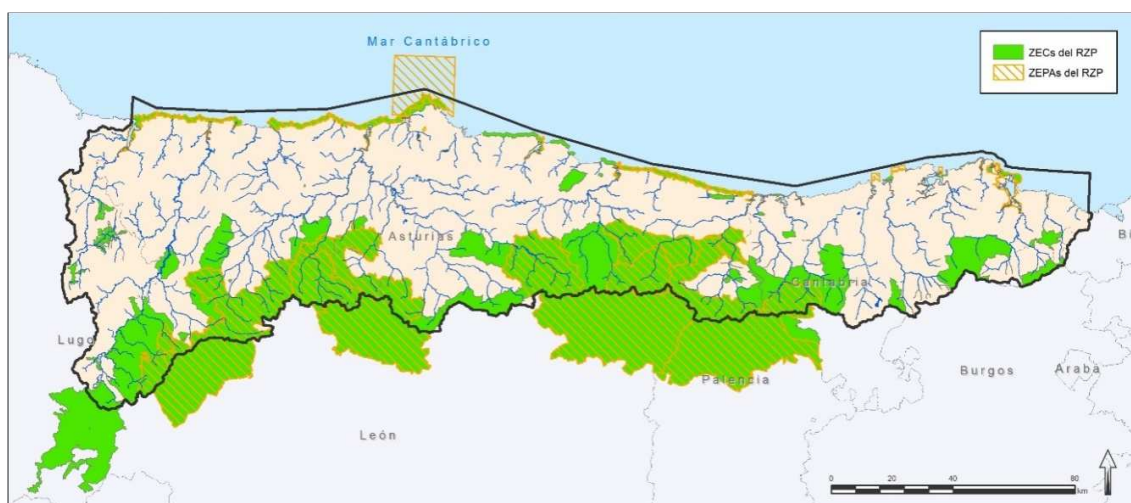 Mar Cantábrico
ZECs del RZP
ZEPAs del RZP
Asturias
Bi
Cantabria
Lugo
Palencia
Burgos
Araba
León
0 20 40 80
km